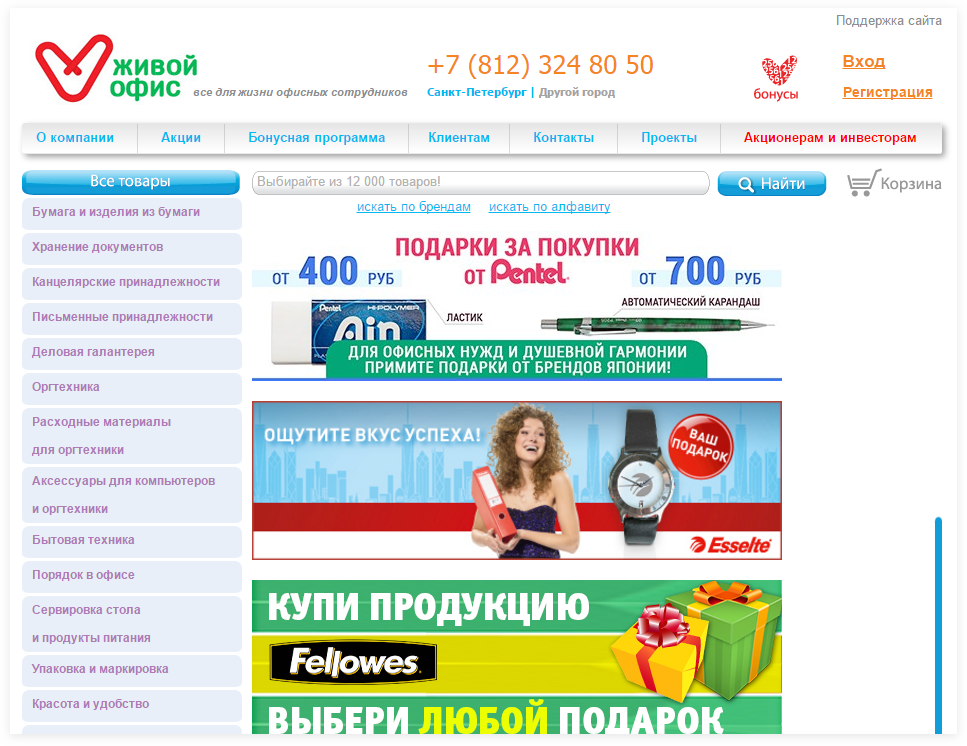 Поддержка сайта
живой
офис
все для жизни офисных сотрудников
+7 (812) 324 80 50
Санкт-Петербург | Другой город
бонусы
Вход
Регистрация
О компании
Акции
Бонусная программа
Клиентам
Контакты
Проекты
Акционерам и инвесторам
Все товары
Выбирайте из 12 000 товаров!
Найти
Корзина
искать по брендам
искать по алфавиту
Бумага и изделия из бумаги
Хранение документов
Канцелярские принадлежности
Письменные принадлежности
Деловая галантерея
Оргтехника
Расходные материалы
для оргтехники
Аксессуары для компьютеров
и оргтехники
Бытовая техника
Порядок в офисе
Сервировка стола
и продукты питания
Упаковка и маркировка
Красота и удобство
ПОДАРКИ ЗА ПОКУПКИ
ОТ Pentel
ОТ 400 РУБ
ОТ 700 РУБ
Pentel HI-POLYMER
Ain
ЛАСТИК
АВТОМАТИЧЕСКИЙ КАРАНДАШ
ДЛЯ ОФИСНЫХ НУЖД И ДУШЕВНОЙ ГАРМОНИИ
ПРИМИТЕ ПОДАРКИ ОТ БРЕНДОВ ЯПОНИИ!
ОЩУТИТЕ ВКУС УСПЕХА!
ВАШ
ПОДАРОК
Esselte
КУПИ ПРОДУКЦИЮ
Fellowes
ВЫБЕРИ ЛЮБОЙ ПОДАРОК